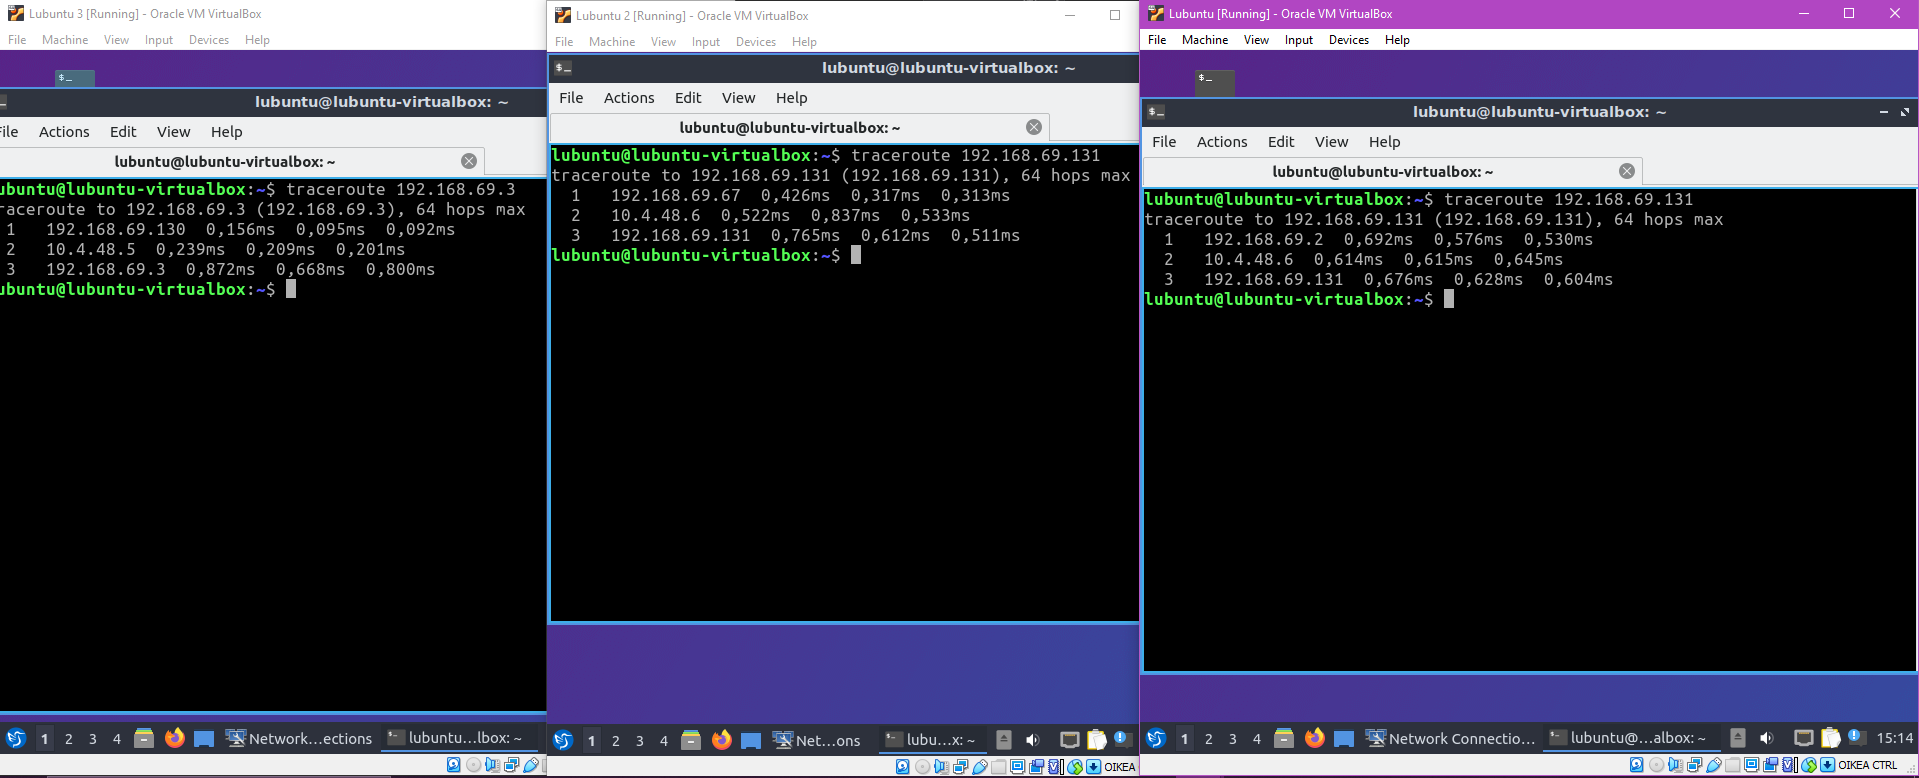 Lubuntu 3 [Running] - Oracle VM VirtualBox
File Machine View Input Devices Help
lubuntu@lubuntu-virtualbox: ~
ile Actions Edit View Help
lubuntu@lubuntu-virtualbox: ~
ubuntu@lubuntu-virtualbox:~$ traceroute 192.168.69.3
raceroute to 192.168.69.3 (192.168.69.3), 64 hops max
1 192.168.69.130 0,156ms 0,095ms 0,092ms
2 10.4.48.5 0,239ms 0,209ms 0,201ms
3 192.168.69.3 0,872ms 0,668ms 0,800ms
ubuntu@lubuntu-virtualbox:~$
1 2 3 4 Network...ections lubuntu...lbox: ~
Lubuntu 2 [Running] - Oracle VM VirtualBox
File Machine View Input Devices Help
lubuntu@lubuntu-virtualbox: ~
File Actions Edit View Help
lubuntu@lubuntu-virtualbox: ~
lubuntu@lubuntu-virtualbox:~$ traceroute 192.168.69.131
traceroute to 192.168.69.131 (192.168.69.131), 64 hops max
1 192.168.69.67 0,426ms 0,317ms 0,313ms
2 10.4.48.6 0,522ms 0,837ms 0,533ms
3 192.168.69.131 0,765ms 0,612ms 0,511ms
lubuntu@lubuntu-virtualbox:~$
1 2 3 4 Net...ons lubu...x: ~
OIKEA
Lubuntu [Running] - Oracle VM VirtualBox
File Machine View Input Devices Help
lubuntu@lubuntu-virtualbox: ~
File Actions Edit View Help
lubuntu@lubuntu-virtualbox: ~
lubuntu@lubuntu-virtualbox:~$ traceroute 192.168.69.131
traceroute to 192.168.69.131 (192.168.69.131), 64 hops max
1 192.168.69.2 0,692ms 0,576ms 0,530ms
2 10.4.48.6 0,614ms 0,615ms 0,645ms
3 192.168.69.131 0,676ms 0,628ms 0,604ms
lubuntu@lubuntu-virtualbox:~$
1 2 3 4 Network Connectio... lubuntu@...albox: ~ 15:14
OIKEA CTRL